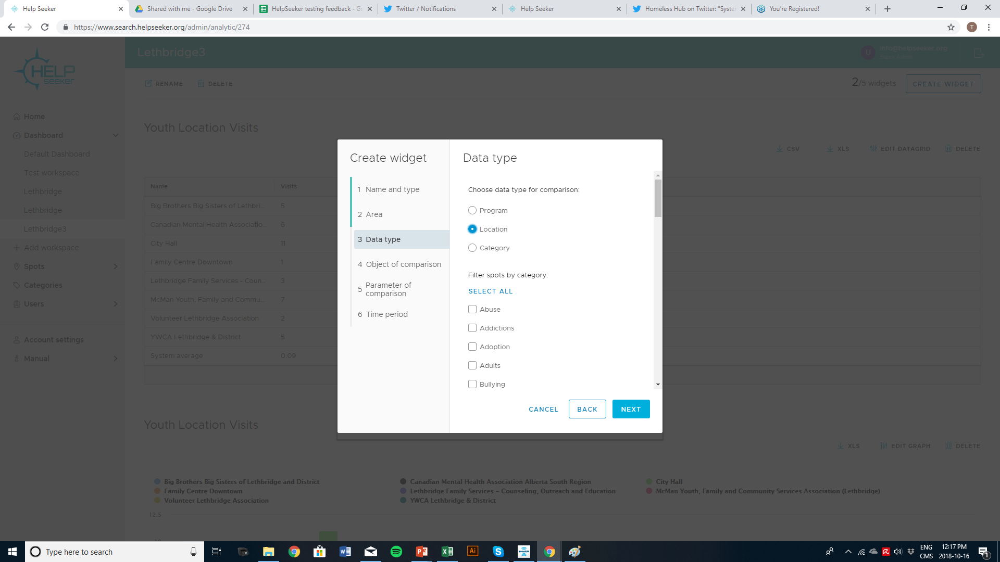 Help Seeker
Shared with me - Google Drive
HelpSeeker testing feedback - Go
Twitter / Notifications
Help Seeker
Homeless Hub on Twitter: "Syste
You're Registered!
https://www.search.helpseeker.org/admin/analytic/274
T
HELP
seeker
Lethbridge3
U
info@helpseeker.org
RENAME
DELETE
2/5 widgets
CREATE WIDGET
Home
Dashboard
Default Dashboard
Test workspace
Lethbridge
Lethbridge
Lethbridge3
+ Add workspace
Spots
Categories
Users
Account settings
Manual
Youth Location Visits
CSV
XLS
EDIT DATAGRID
DELETE
Name
Visits
Big Brothers Big Sisters of Lethbri... 5
Canadian Mental Health Associatio... 6
City Hall 11
Family Centre Downtown 1
Lethbridge Family Services - Coun... 3
McMan Youth, Family and Commu... 7
Volunteer Lethbridge Association 2
YWCA Lethbridge & District 5
System average 0.09
Create widget
1 Name and type
2 Area
3 Data type
4 Object of comparison
5 Parameter of
comparison
6 Time period
Data type
Choose data type for comparison:
Program
Location
Category
Filter spots by category:
SELECT ALL
Abuse
Addictions
Adoption
Adults
Bullying
CANCEL
BACK
NEXT
Youth Location Visits
XLS
EDIT GRAPH
DELETE
Big Brothers Big Sisters of Lethbridge and District
Canadian Mental Health Association Alberta South Region
City Hall
Family Centre Downtown
Lethbridge Family Services - Counseling, Outreach and Education
McMan Youth, Family and Community Services Association (Lethbridge)
Volunteer Lethbridge Association
YWCA Lethbridge & District
12.5
Type here to search
Ai
ENG
CMS
12:17 PM
2018-10-16
1